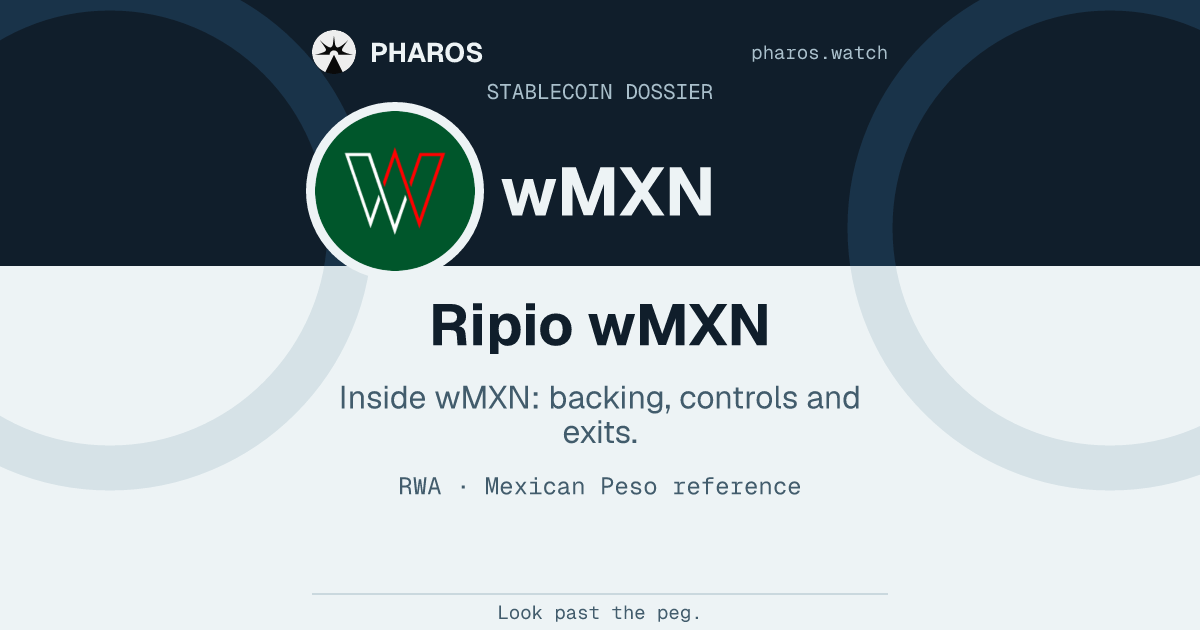 PHAROS
pharos.watch
STABLECOIN DOSSIER
wMXN
Ripio wMXN
Inside wMXN: backing, controls and
exits.
RWA · Mexican Peso reference
Look past the peg.